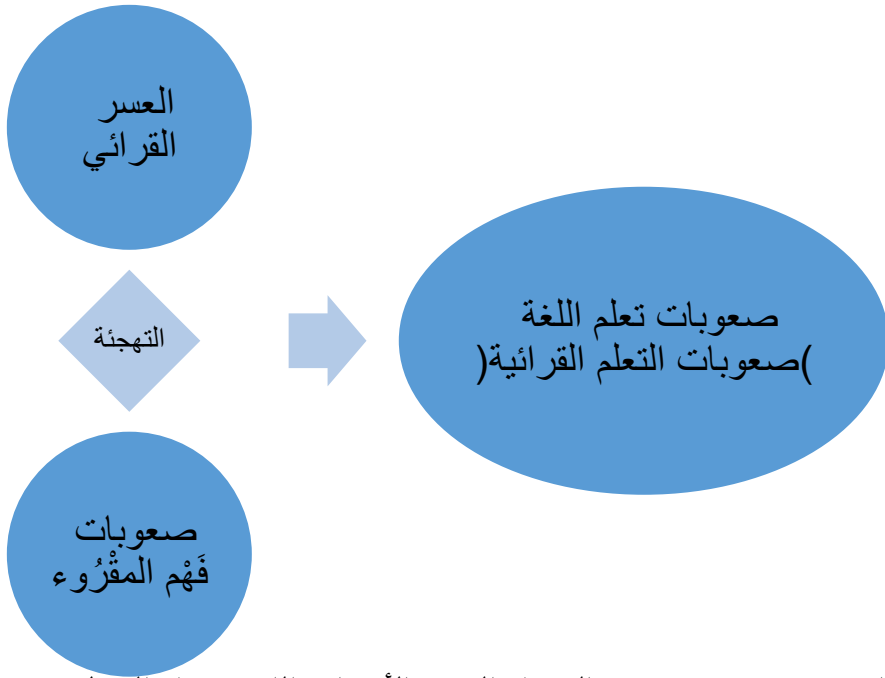 العسر
القرائي
التهجئة
صعوبات
فَهْم المقْرُوء
صعوبات تعلم اللغة
)صعوبات التعلم القرائية(